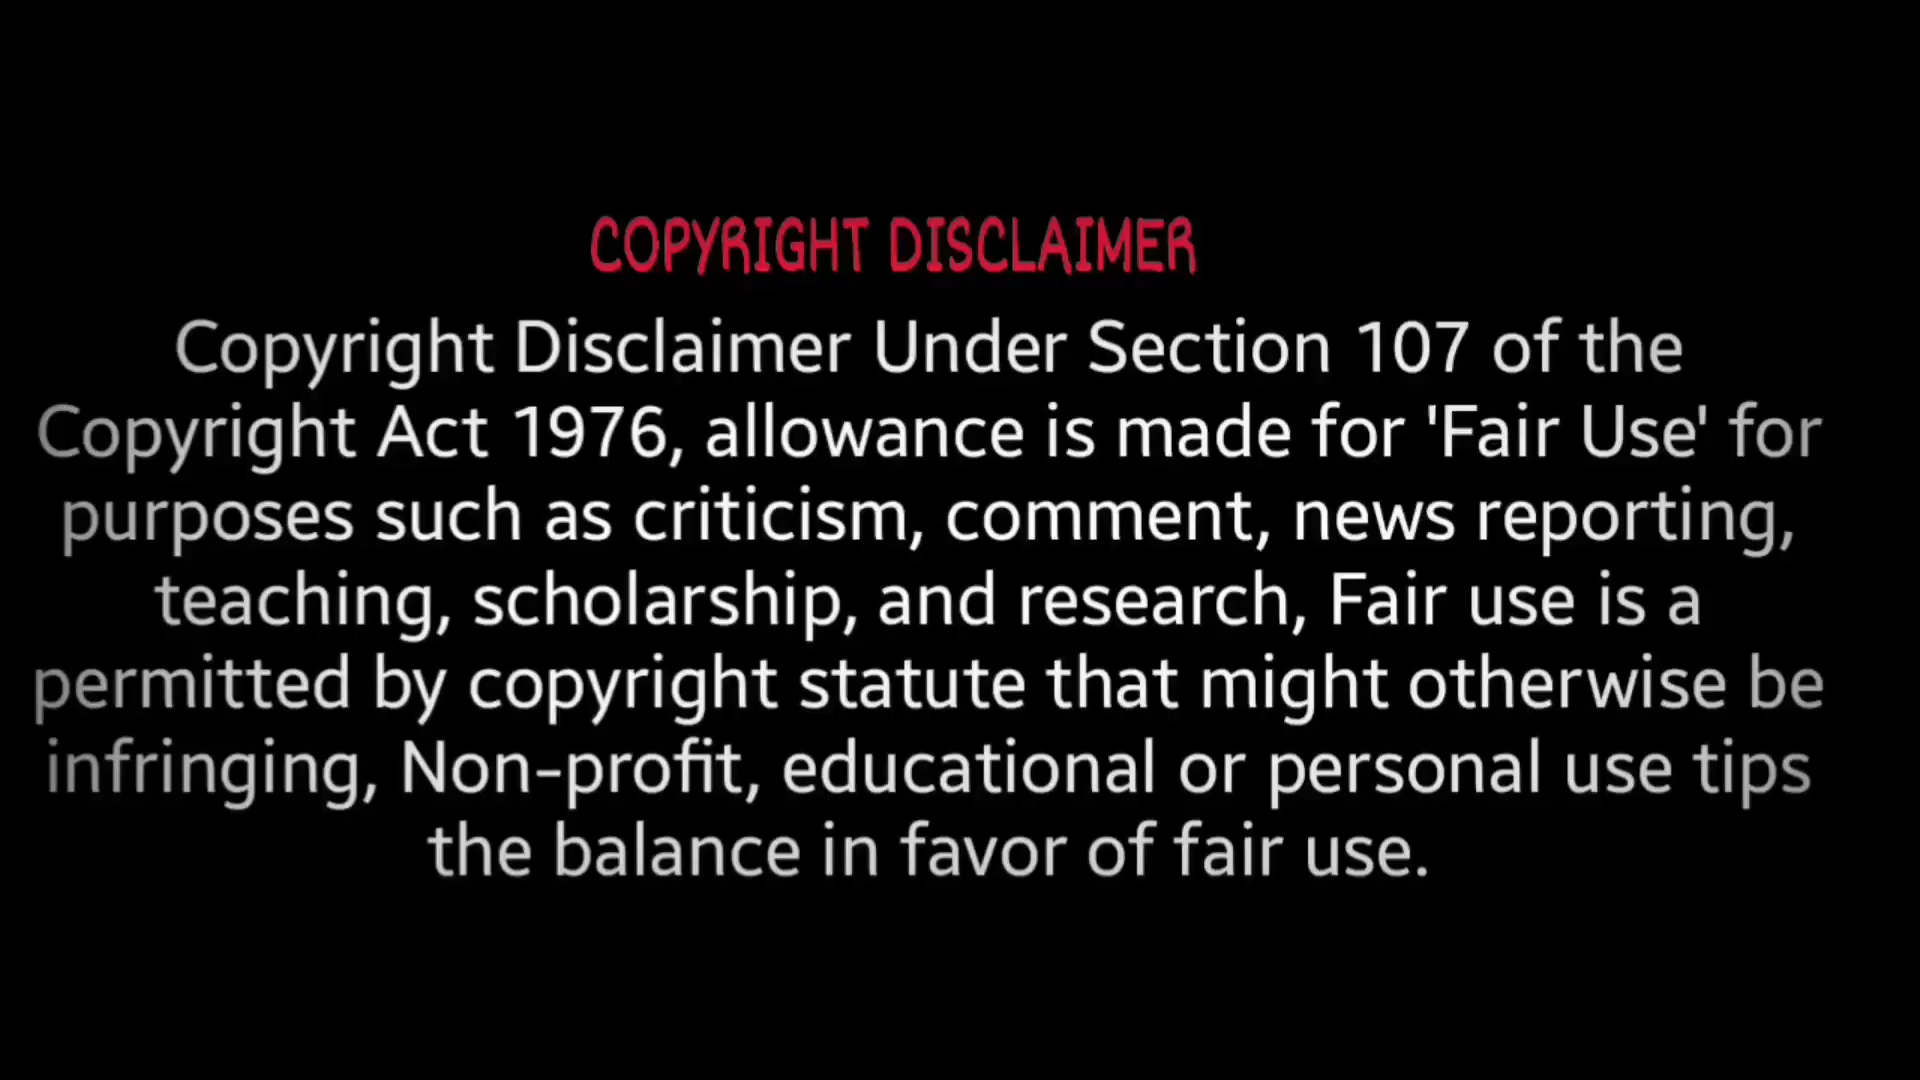 COPYRIGHT DISCLAIMER
Copyright Disclaimer Under Section 107 of the
Copyright Act 1976, allowance is made for 'Fair Use' for
purposes such as criticism, comment, news reporting,
teaching, scholarship, and research, Fair use is a
permitted by copyright statute that might otherwise be
infringing, Non-profit, educational or personal use tips
the balance in favor of fair use.